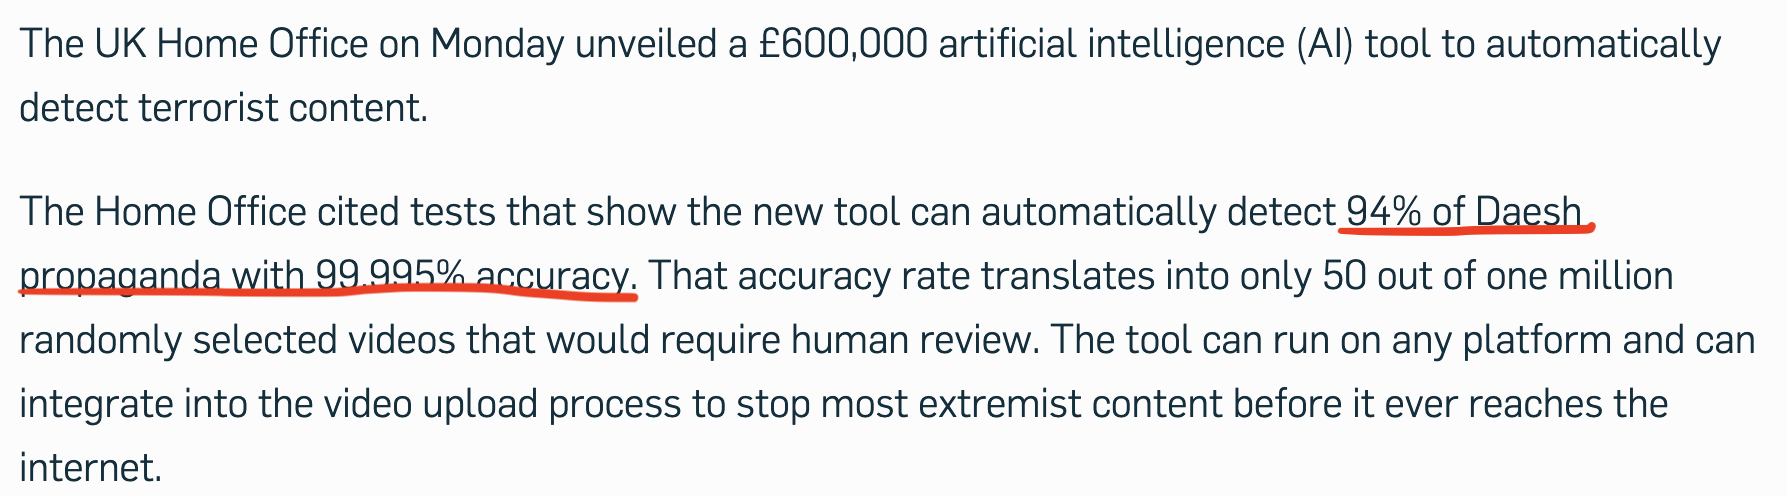 The UK Home Office on Monday unveiled a £600,000 artificial intelligence (AI) tool to automatically
detect terrorist content.
The Home Office cited tests that show the new tool can automatically detect 94% of Daesh
propaganda with 99.995% accuracy. That accuracy rate translates into only 50 out of one million
randomly selected videos that would require human review. The tool can run on any platform and can
integrate into the video upload process to stop most extremist content before it ever reaches the
internet.